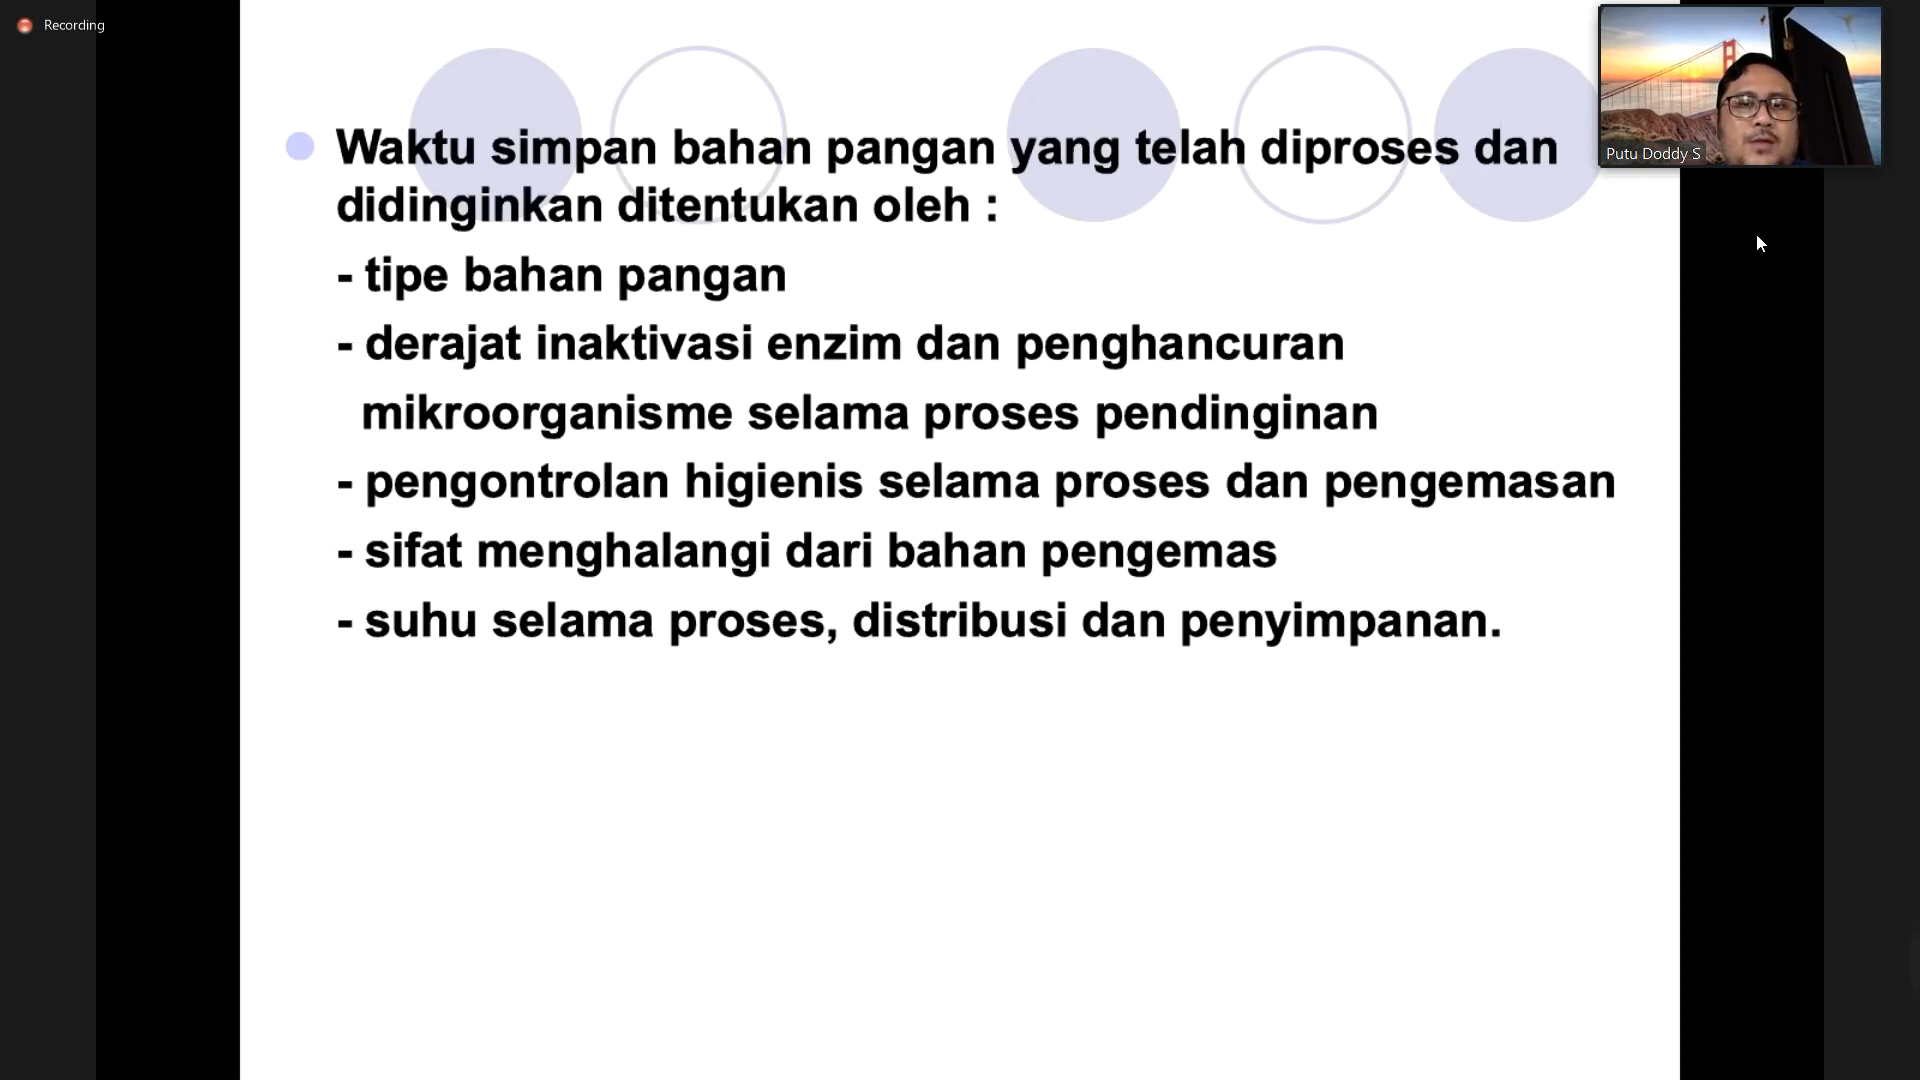 Recording
Waktu simpan bahan pangan yang telah diproses dan
didinginkan ditentukan oleh :
- tipe bahan pangan
- derajat inaktivasi enzim dan penghancuran
mikroorganisme selama proses pendinginan
- pengontrolan higienis selama proses dan pengemasan
- sifat menghalangi dari bahan pengemas
- suhu selama proses, distribusi dan penyimpanan.
Putu Doddy S